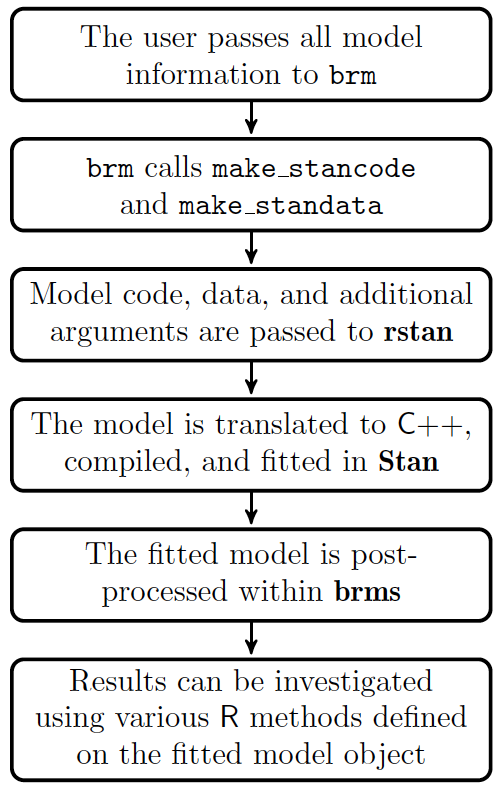 The user passes all model
information to brm
brm calls make_stancode
and make_standata
Model code, data, and additional
arguments are passed to rstan
The model is translated to C++,
compiled, and fitted in Stan
The fitted model is post-
processed within brms
Results can be investigated
using various R methods defined
on the fitted model object